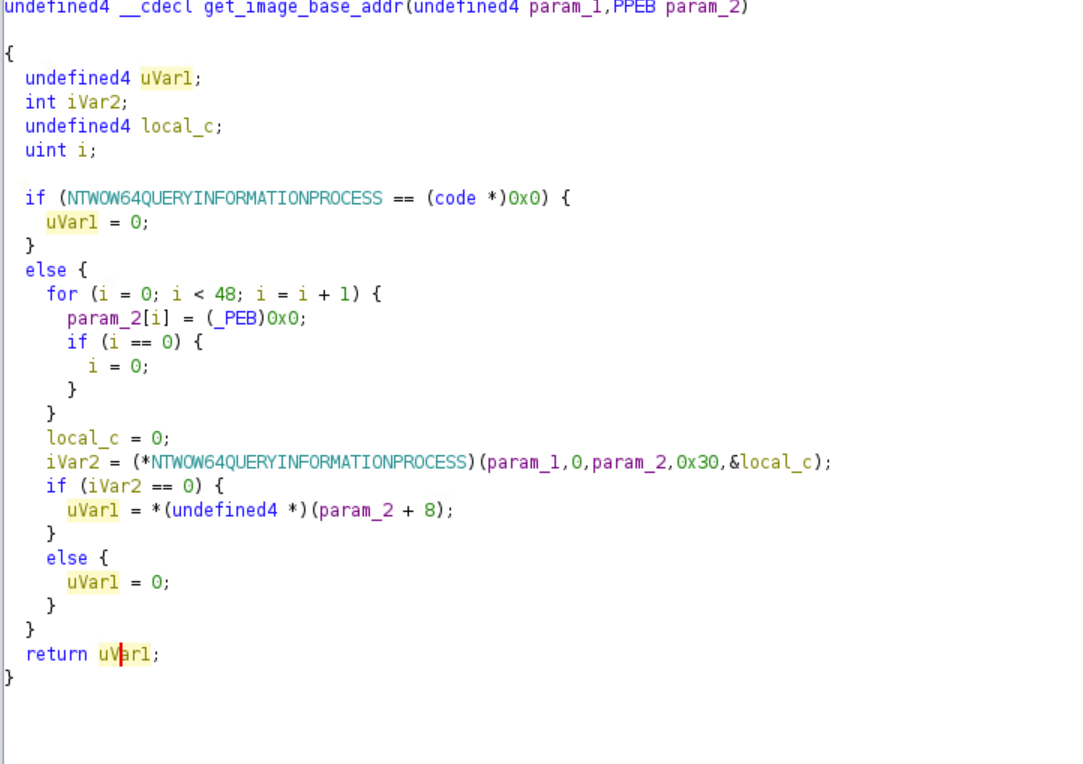 undefined4 __cdecl get_image_base_addr(undefined4 param_1,PPEB param_2)
{
undefined4 uVar1;
int iVar2;
undefined4 local_c;
uint i;
if (NTWOW64QUERYINFORMATIONPROCESS == (code *)0x0) {
uVar1 = 0;
}
else {
for (i = 0; i < 48; i = i + 1) {
param_2[i] = (_PEB)0x0;
if (i == 0) {
i = 0;
}
}
local_c = 0;
iVar2 = (*NTWOW64QUERYINFORMATIONPROCESS)(param_1,0,param_2,0x30,&local_c);
if (iVar2 == 0) {
uVar1 = *(undefined4 *)(param_2 + 8);
}
else {
uVar1 = 0;
}
}
return uVar1;
}